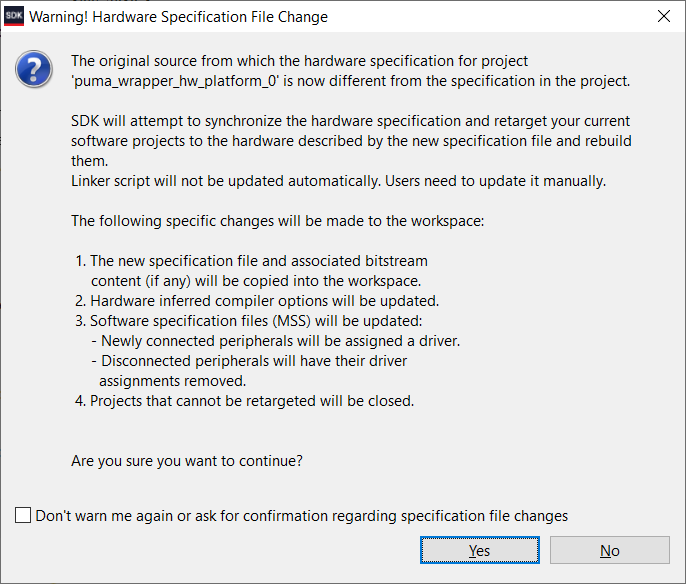 SDK Warning! Hardware Specification File Change
The original source from which the hardware specification for project
'puma_wrapper_hw_platform_0' is now different from the specification in the project.
SDK will attempt to synchronize the hardware specification and retarget your current
software projects to the hardware described by the new specification file and rebuild
them.
Linker script will not be updated automatically. Users need to update it manually.
The following specific changes will be made to the workspace:
1. The new specification file and associated bitstream
content (if any) will be copied into the workspace.
2. Hardware inferred compiler options will be updated.
3. Software specification files (MSS) will be updated:
- Newly connected peripherals will be assigned a driver.
- Disconnected peripherals will have their driver
assignments removed.
4. Projects that cannot be retargeted will be closed.
Are you sure you want to continue?
Don't warn me again or ask for confirmation regarding specification file changes
Yes No